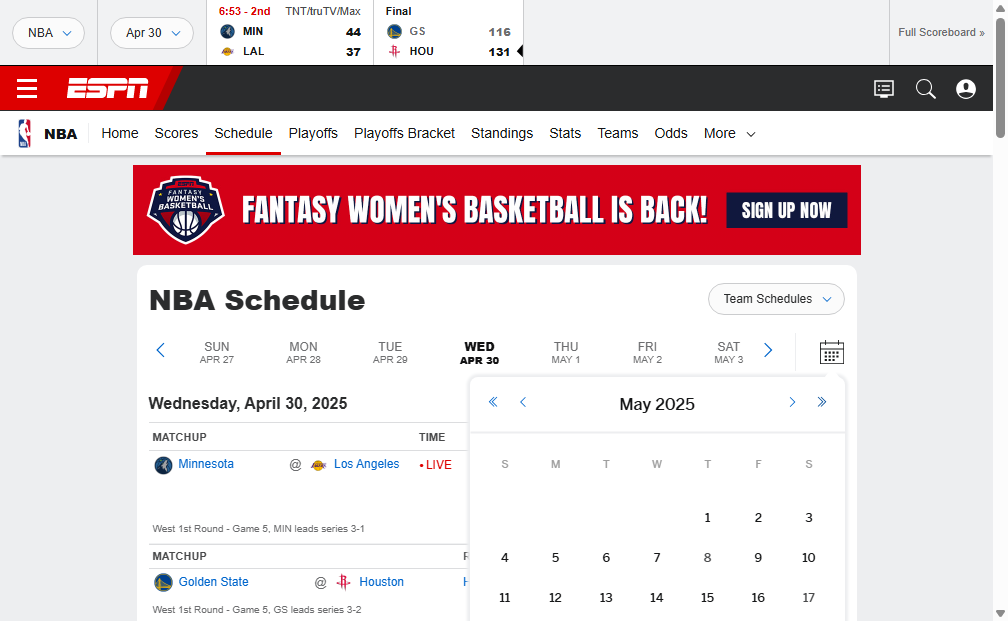 NBA
Apr 30
6:53 - 2nd TNT/truTV/Max
MIN 44
LAL 37
Final
GS 116
HOU 131
Full Scoreboard »
ESPN
NBA Home Scores Schedule Playoffs Playoffs Bracket Standings Stats Teams Odds More
FANTASY WOMEN'S BASKETBALL
FANTASY WOMEN'S BASKETBALL IS BACK!
SIGN UP NOW
NBA Schedule
Team Schedules
SUN MON TUE WED THU FRI SAT
APR 27 APR 28 APR 29 APR 30 MAY 1 MAY 2 MAY 3
Wednesday, April 30, 2025
MATCHUP TIME
Minnesota @ Los Angeles • LIVE
West 1st Round - Game 5, MIN leads series 3-1
MATCHUP
Golden State @ Houston
West 1st Round - Game 5, GS leads series 3-2
« ‹ May 2025 › »
S M T W T F S
1 2 3
4 5 6 7 8 9 10
11 12 13 14 15 16 17